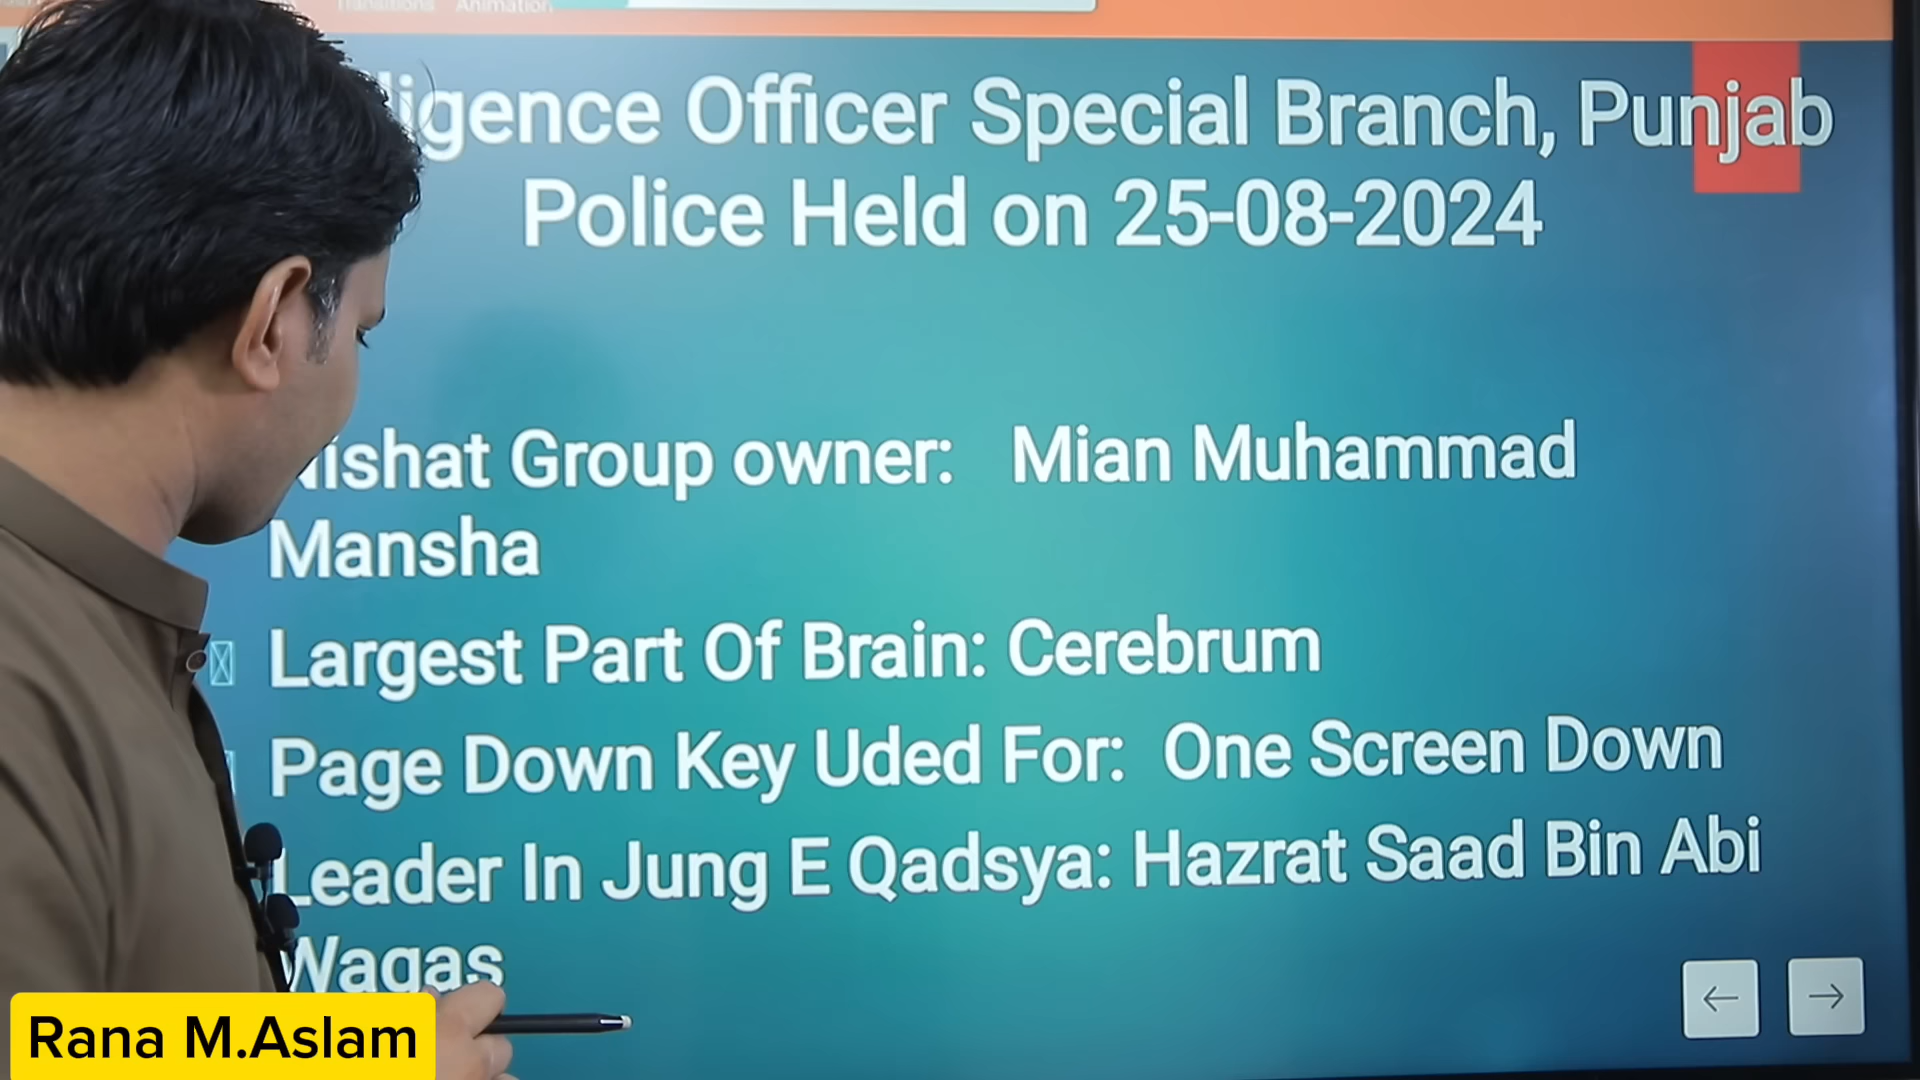 Transitions Animation
ligence Officer Special Branch, Punjab
Police Held on 25-08-2024
ishat Group owner: Mian Muhammad
Mansha
Largest Part Of Brain: Cerebrum
Page Down Key Uded For: One Screen Down
Leader In Jung E Qadsya: Hazrat Saad Bin Abi
Waqas
Rana M.Aslam